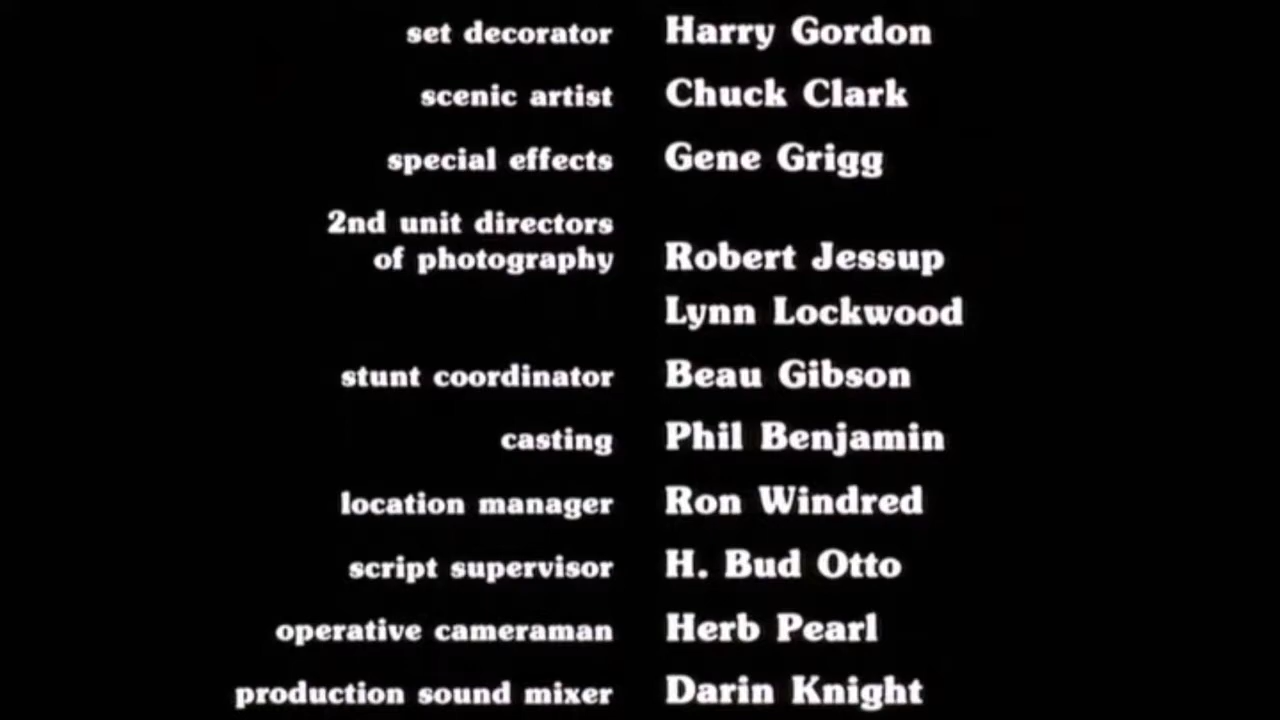 set decorator Harry Gordon
scenic artist Chuck Clark
special effects Gene Grigg
2nd unit directors
of photography Robert Jessup
Lynn Lockwood
stunt coordinator Beau Gibson
casting Phil Benjamin
location manager Ron Windred
script supervisor H. Bud Otto
operative cameraman Herb Pearl
production sound mixer Darin Knight